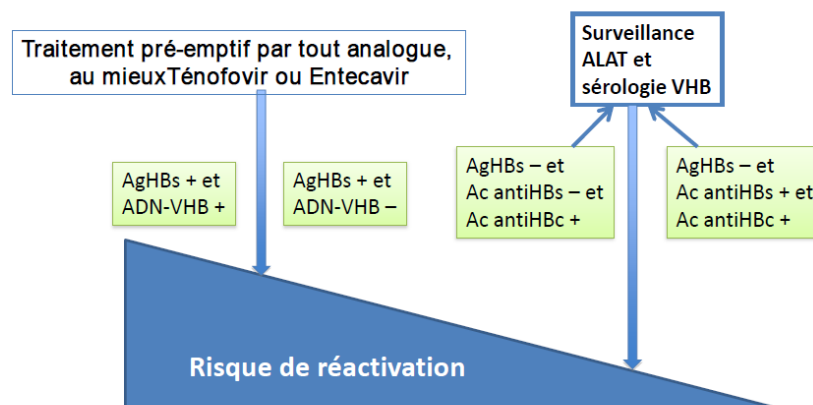 Traitement pré-emptif par tout analogue,
au mieuxTénofovir ou Entecavir
Surveillance
ALAT et
sérologie VHB
AgHBs + et
ADN-VHB +
AgHBs + et
ADN-VHB –
AgHBs – et
Ac antiHBs – et
Ac antiHBc +
AgHBs – et
Ac antiHBs + et
Ac antiHBc +
Risque de réactivation